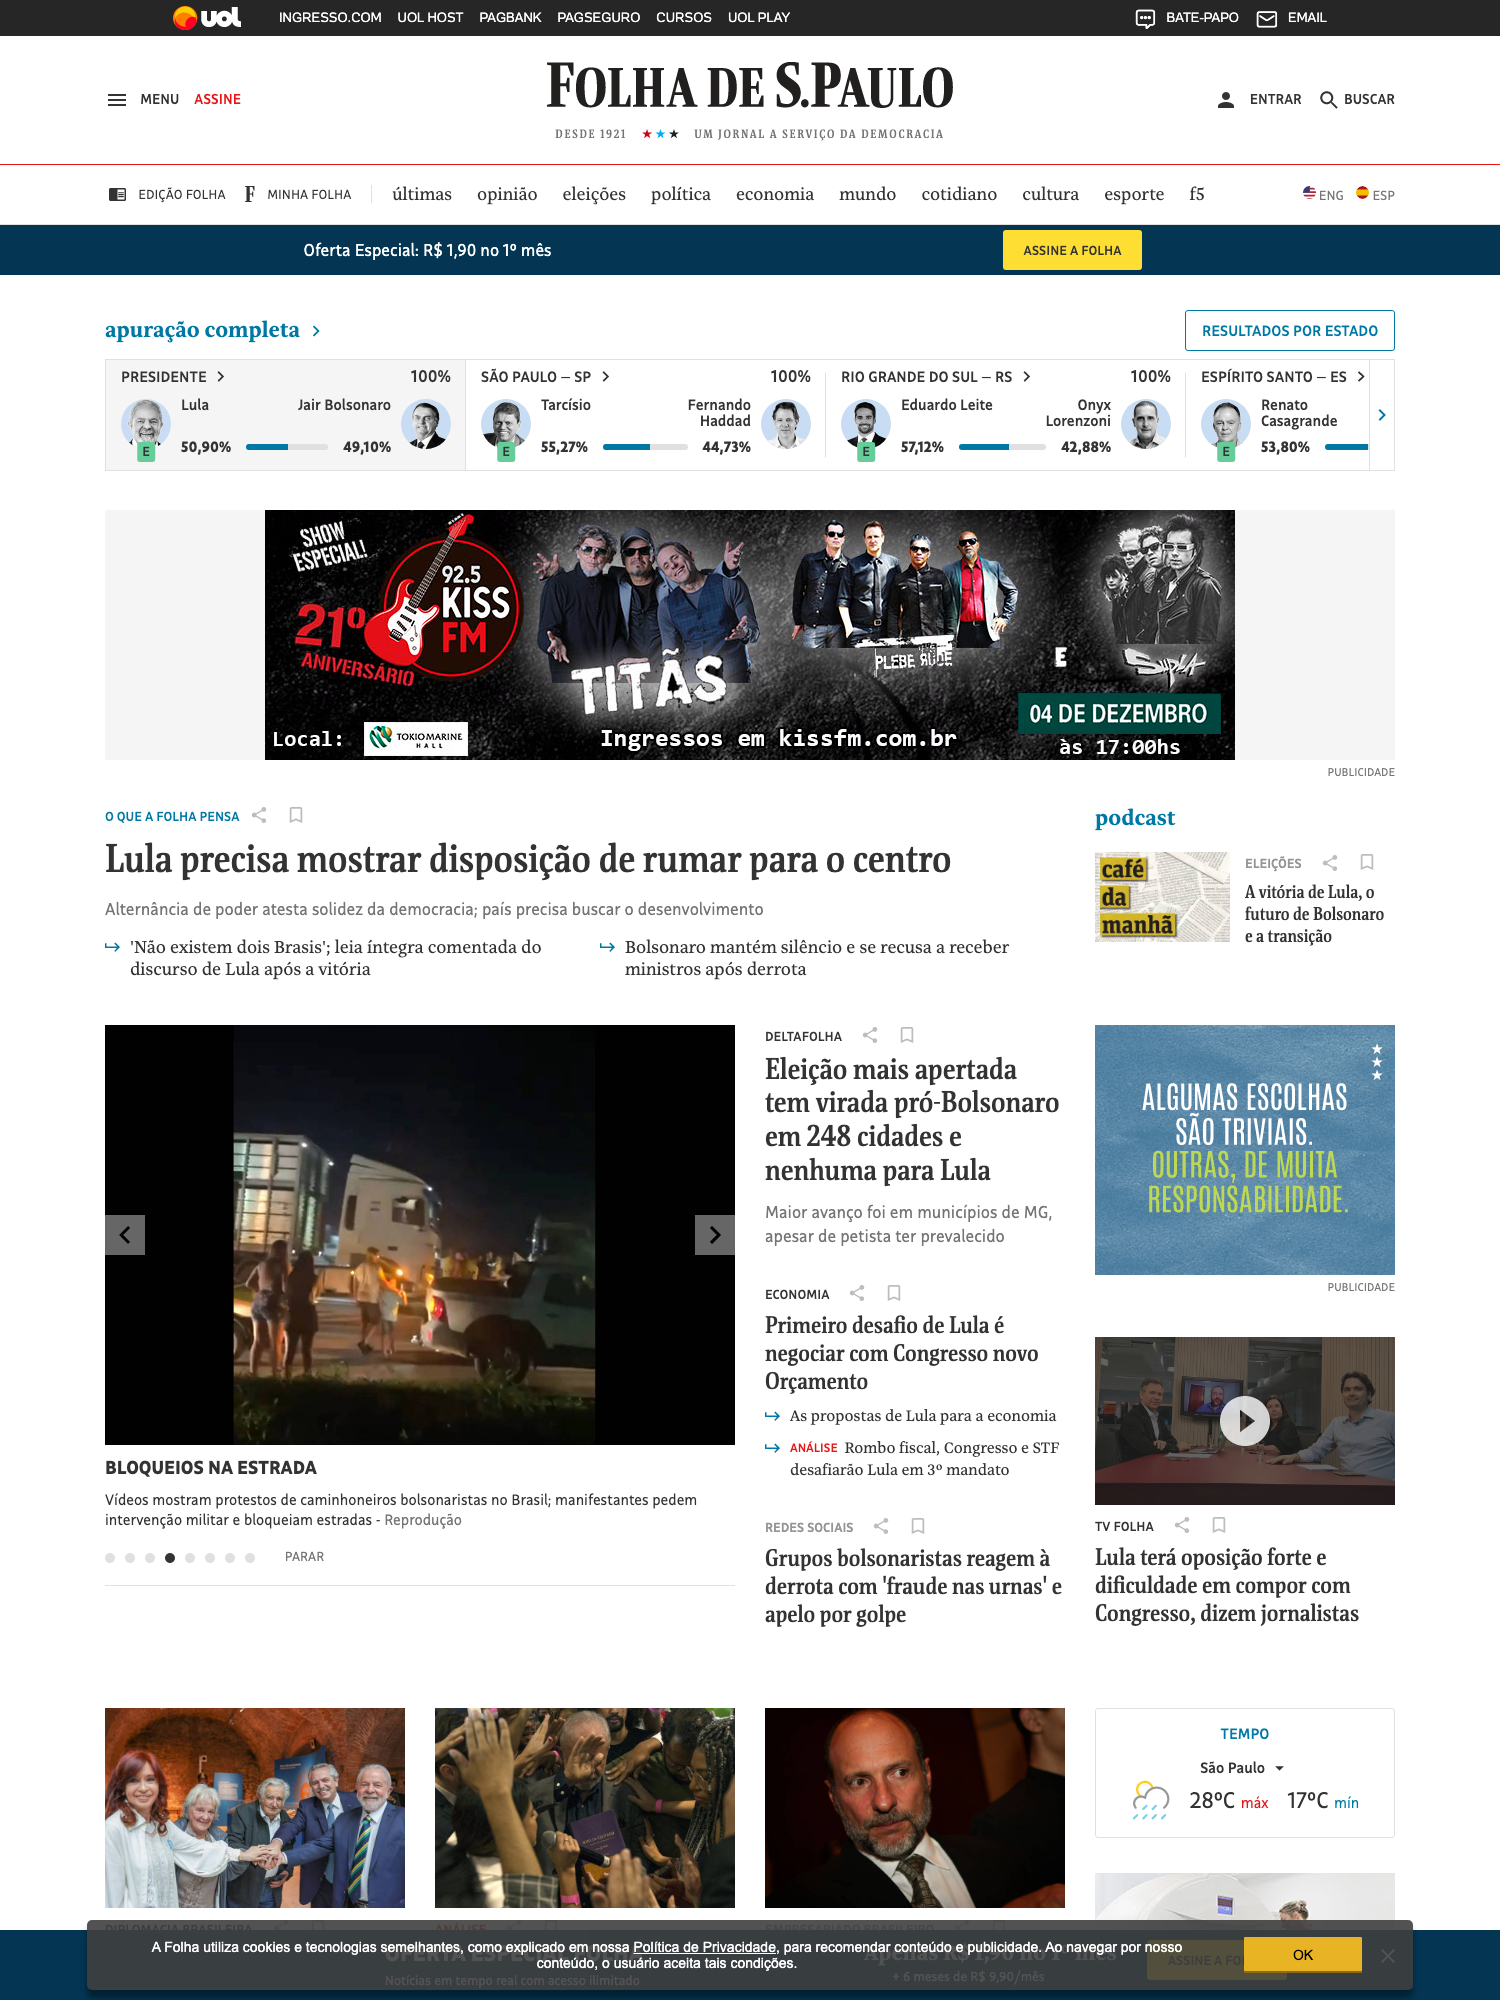 uol INGRESSO.COM UOL HOST PAGBANK PAGSEGURO CURSOS UOL PLAY BATE-PAPO EMAIL
MENU ASSINE
FOLHA DE S.PAULO
DESDE 1921 ★★★ UM JORNAL A SERVIÇO DA DEMOCRACIA
ENTRAR BUSCAR
EDIÇÃO FOLHA F MINHA FOLHA últimas opinião eleições política economia mundo cotidiano cultura esporte f5 ENG ESP
Oferta Especial: R$ 1,90 no 1º mês ASSINE A FOLHA
apuração completa
RESULTADOS POR ESTADO
PRESIDENTE 100%
Lula Jair Bolsonaro
E 50,90% 49,10%
SÃO PAULO – SP 100%
Tarcísio Fernando
Haddad
E 55,27% 44,73%
RIO GRANDE DO SUL – RS 100%
Eduardo Leite Onyx
Lorenzoni
E 57,12% 42,88%
ESPÍRITO SANTO – ES
Renato
Casagrande
E 53,80%
SHOW
ESPECIAL!
92.5
KISS
FM
21º
ANIVERSÁRIO
TITÃS
PLEBE RUDE
E
SUPLA
04 DE DEZEMBRO
às 17:00hs
Local: TOKIO MARINE
HALL
Ingressos em kissfm.com.br
PUBLICIDADE
O QUE A FOLHA PENSA
Lula precisa mostrar disposição de rumar para o centro
Alternância de poder atesta solidez da democracia; país precisa buscar o desenvolvimento
'Não existem dois Brasis'; leia íntegra comentada do
discurso de Lula após a vitória
Bolsonaro mantém silêncio e se recusa a receber
ministros após derrota
podcast
café
da
manhã
ELEIÇÕES
A vitória de Lula, o
futuro de Bolsonaro
e a transição
BLOQUEIOS NA ESTRADA
Vídeos mostram protestos de caminhoneiros bolsonaristas no Brasil; manifestantes pedem
intervenção militar e bloqueiam estradas - Reprodução
PARAR
DELTAFOLHA
Eleição mais apertada
tem virada pró-Bolsonaro
em 248 cidades e
nenhuma para Lula
Maior avanço foi em municípios de MG,
apesar de petista ter prevalecido
ECONOMIA
Primeiro desafio de Lula é
negociar com Congresso novo
Orçamento
As propostas de Lula para a economia
ANÁLISE Rombo fiscal, Congresso e STF
desafiarão Lula em 3º mandato
REDES SOCIAIS
Grupos bolsonaristas reagem à
derrota com 'fraude nas urnas' e
apelo por golpe
ALGUMAS ESCOLHAS
SÃO TRIVIAIS.
OUTRAS, DE MUITA
RESPONSABILIDADE.
PUBLICIDADE
TV FOLHA
Lula terá oposição forte e
dificuldade em compor com
Congresso, dizem jornalistas
TEMPO
São Paulo
28ºC máx 17ºC mín
DIPLOMACIA BRASILEIRA
ANÁLISE
EMPRESARIADO BRASILEIRO
A Folha utiliza cookies e tecnologias semelhantes, como explicado em nossa Política de Privacidade, para recomendar conteúdo e publicidade. Ao navegar por nosso
conteúdo, o usuário aceita tais condições.
OK
Notícias em tempo real com acesso ilimitado
+ 6 meses de R$ 9,90/mês
ASSINE A FO